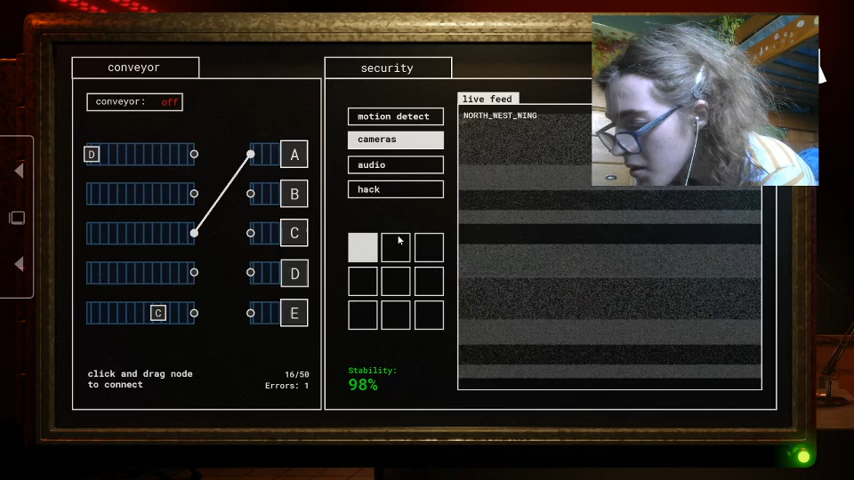 conveyor
security
conveyor: off
motion detect
live feed
NORTH_WEST_WING
cameras
D
A
audio
B
hack
C
D
C
E
click and drag node
to connect
16/50
Errors: 1
Stability:
98%